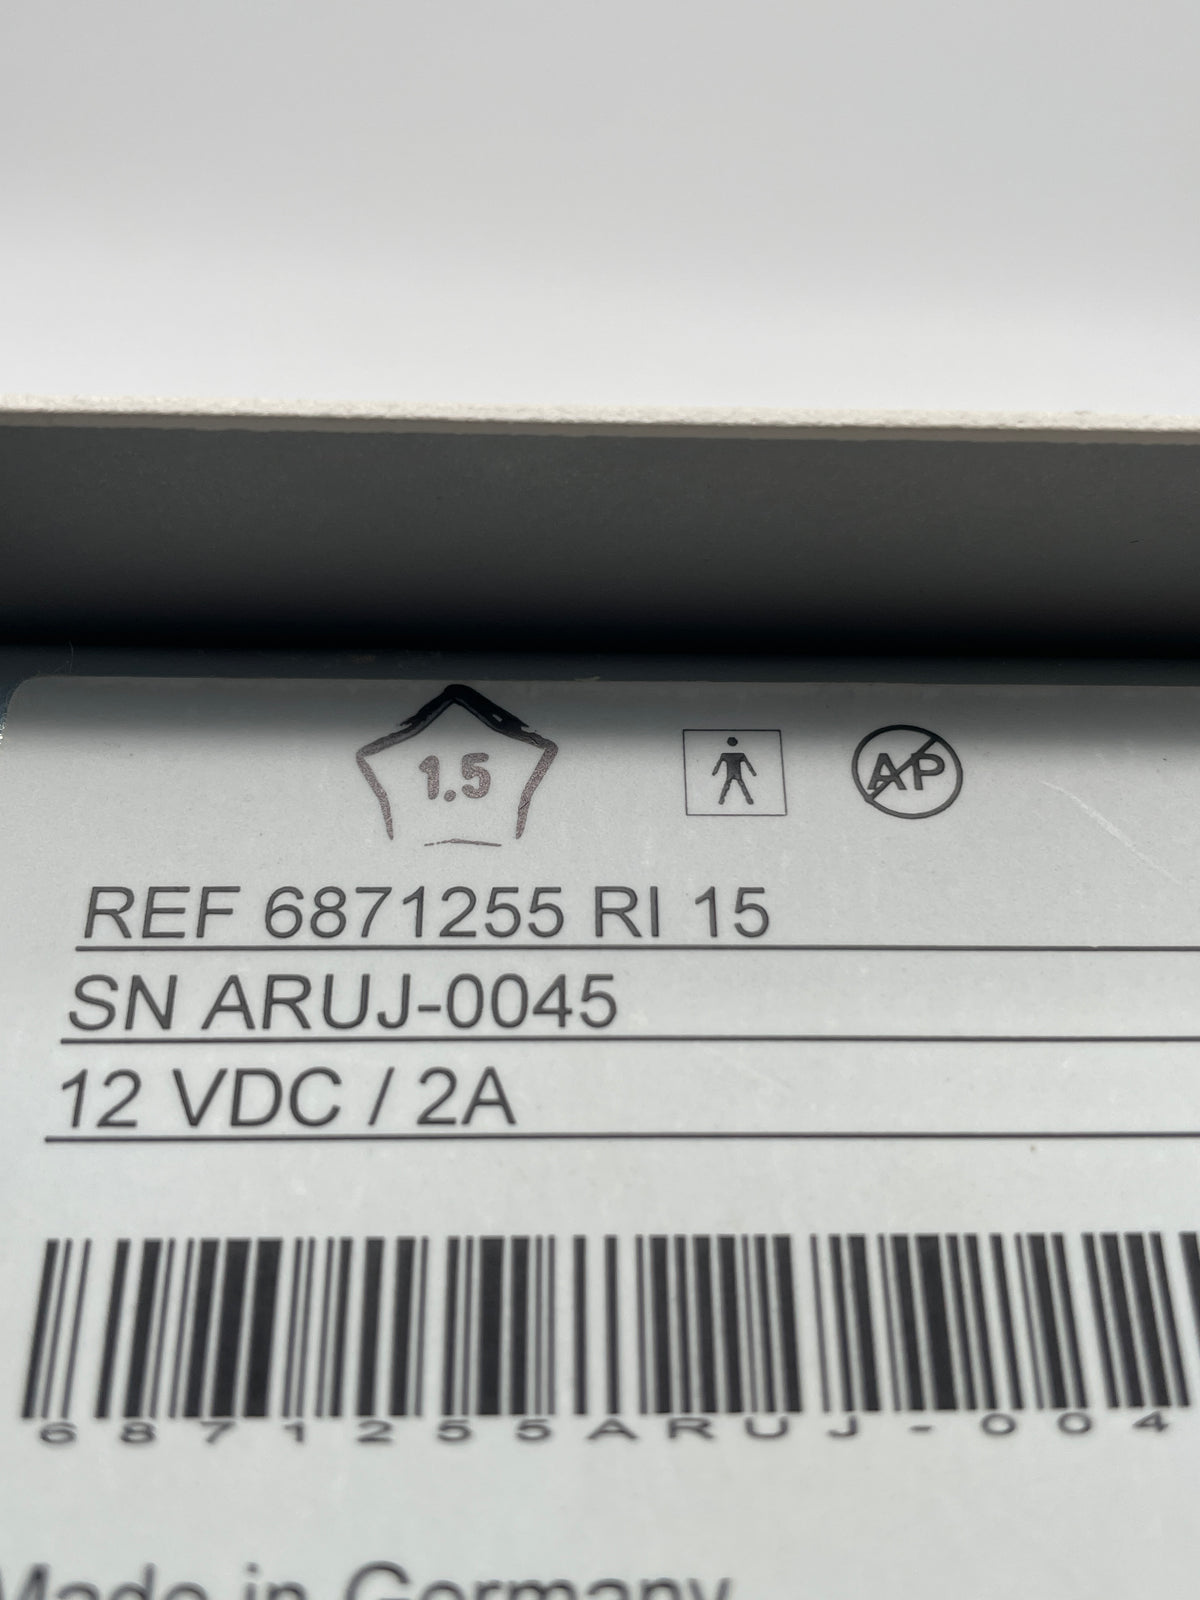 1.5
AP
REF 6871255 RI 15
SN ARUJ-0045
12 VDC / 2A
6871255ARUJ-004
Made in Germany